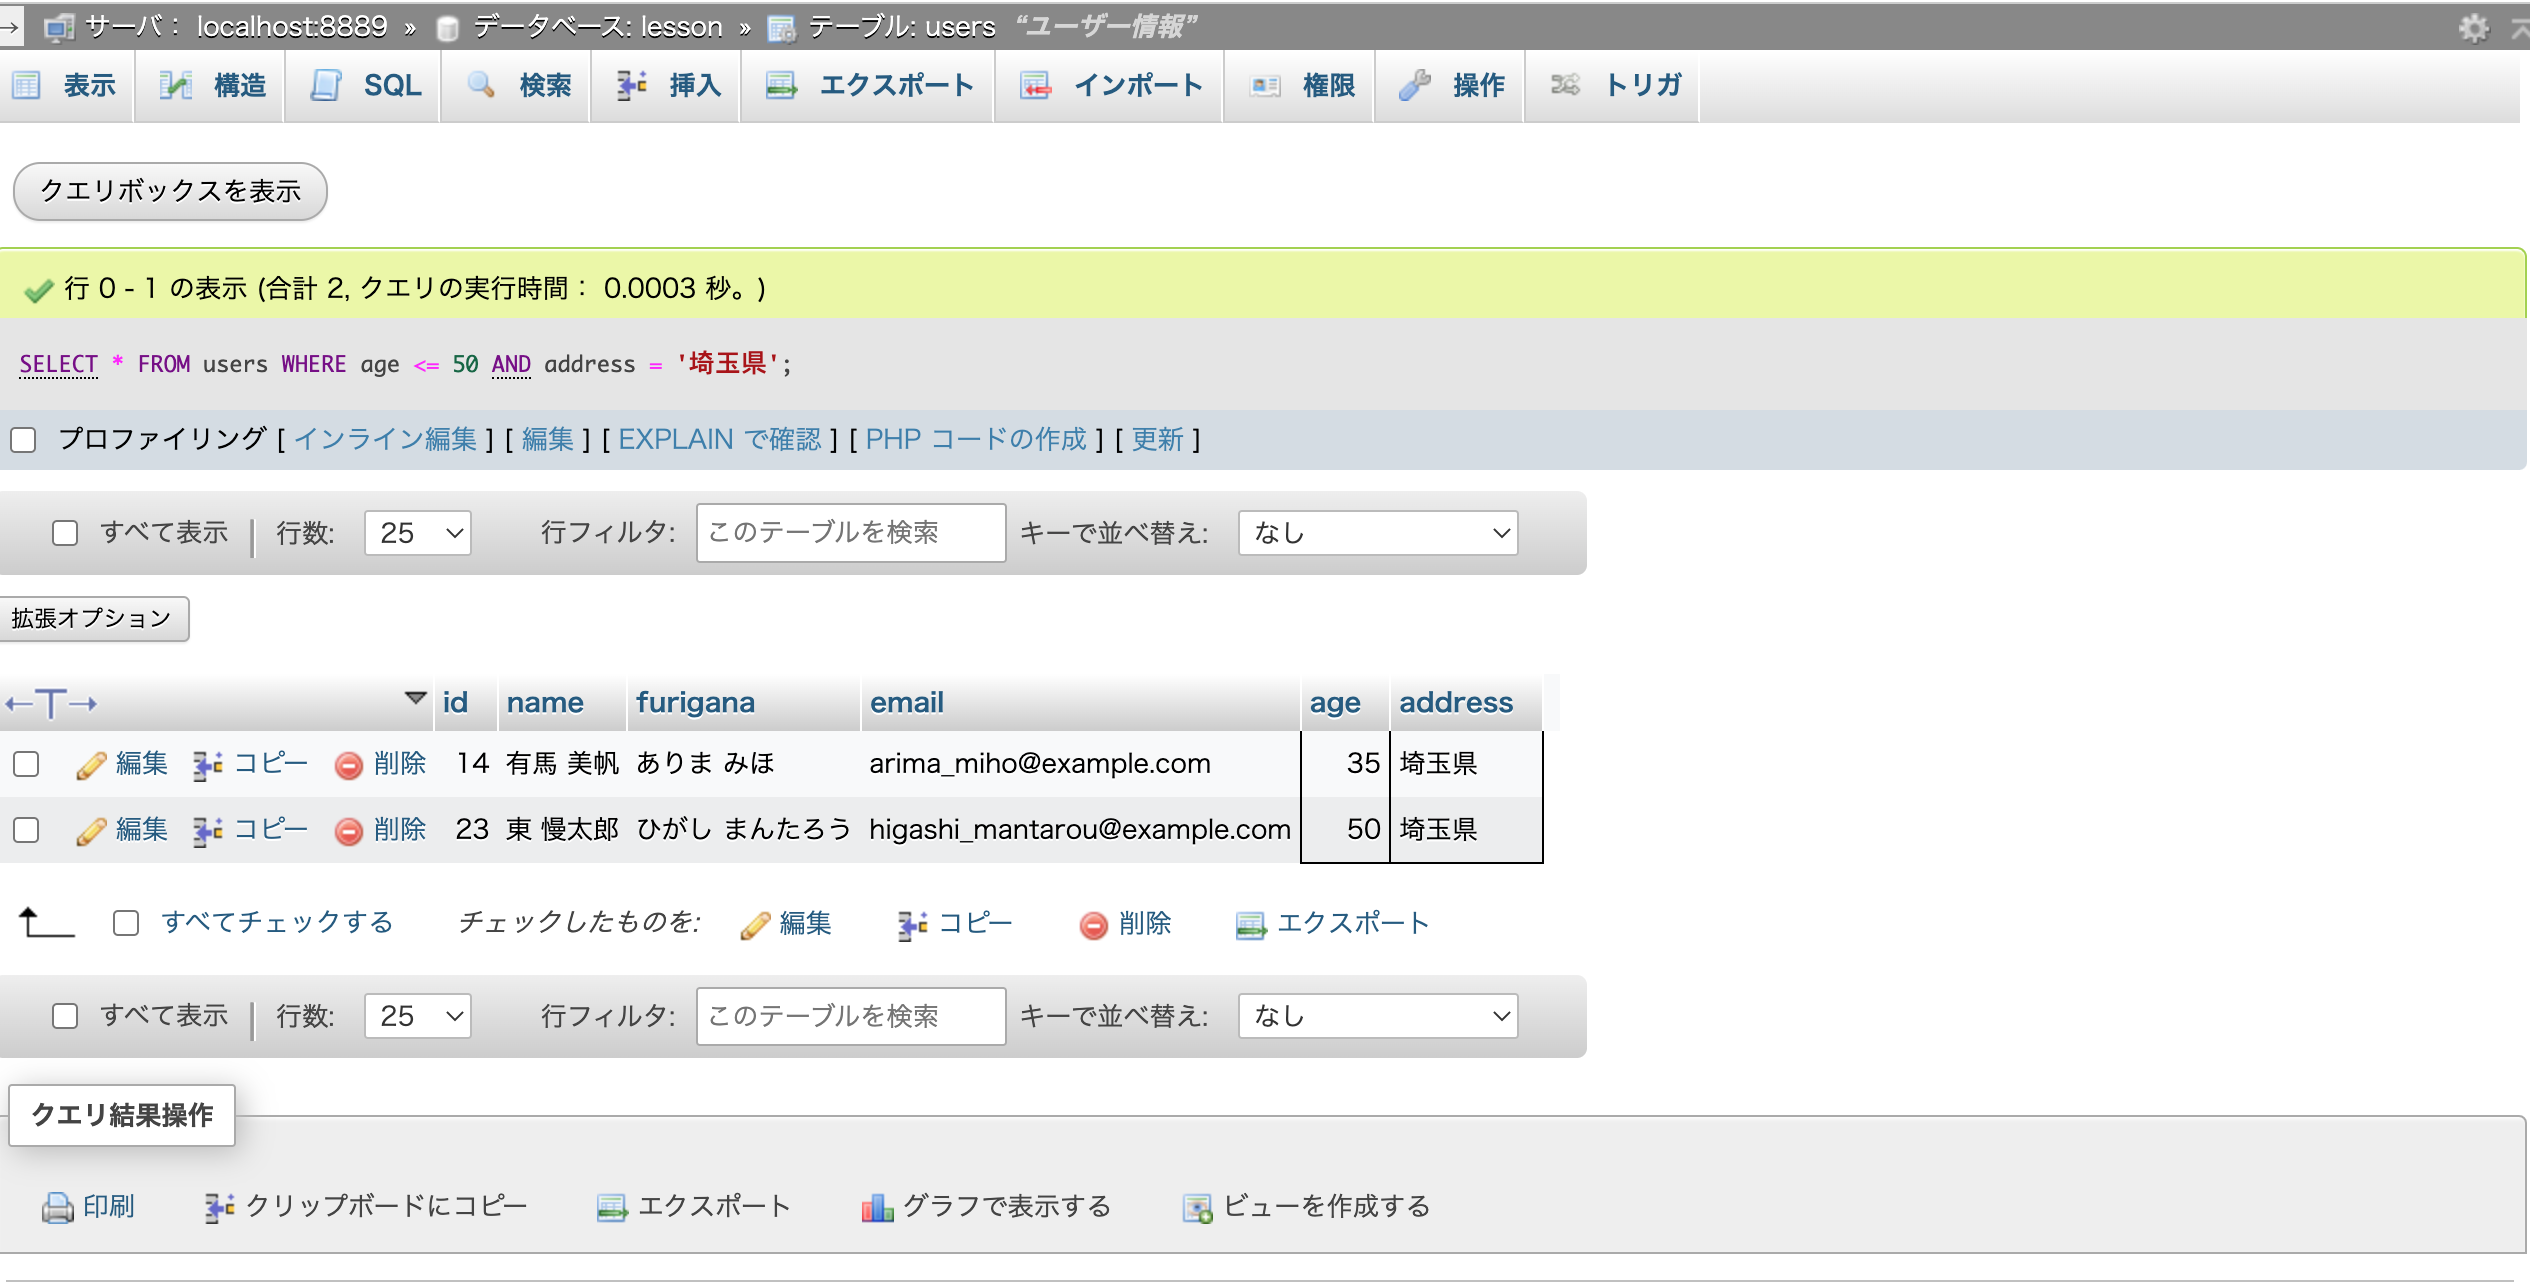 サーバ： localhost:8889 » データベース: lesson » テーブル: users “ユーザー情報”
表示 構造 SQL 検索 挿入 エクスポート インポート 権限 操作 トリガ
クエリボックスを表示
行 0 - 1 の表示 (合計 2, クエリの実行時間： 0.0003 秒。)
SELECT * FROM users WHERE age <= 50 AND address = '埼玉県';
プロファイリング [ インライン編集 ] [ 編集 ] [ EXPLAIN で確認 ] [ PHP コードの作成 ] [ 更新 ]
すべて表示 行数: 25 行フィルタ: このテーブルを検索 キーで並べ替え: なし
拡張オプション
←T→ id name furigana email age address
編集 コピー 削除 14 有馬 美帆 ありま みほ arima_miho@example.com 35 埼玉県
編集 コピー 削除 23 東 慢太郎 ひがし まんたろう higashi_mantarou@example.com 50 埼玉県
すべてチェックする チェックしたものを: 編集 コピー 削除 エクスポート
すべて表示 行数: 25 行フィルタ: このテーブルを検索 キーで並べ替え: なし
クエリ結果操作
印刷 クリップボードにコピー エクスポート グラフで表示する ビューを作成する